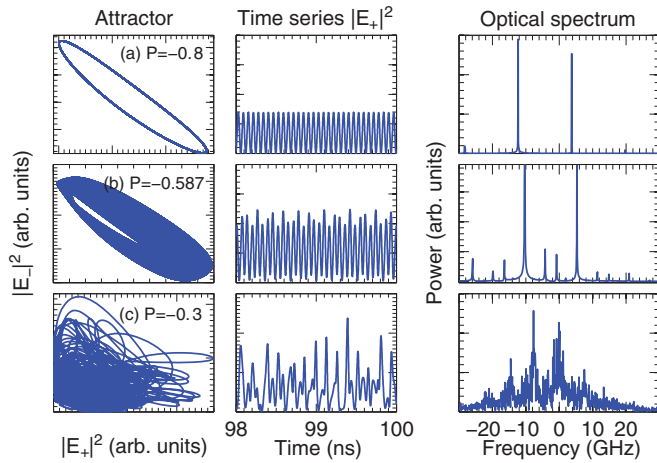 Attractor
Time series |E₊|²
Optical spectrum
(a) P=−0.8
(b) P=−0.587
(c) P=−0.3
|E₋|² (arb. units)
Power (arb. units)
98 99 100
−20 −10 0 10 20
|E₊|² (arb. units)
Time (ns)
Frequency (GHz)